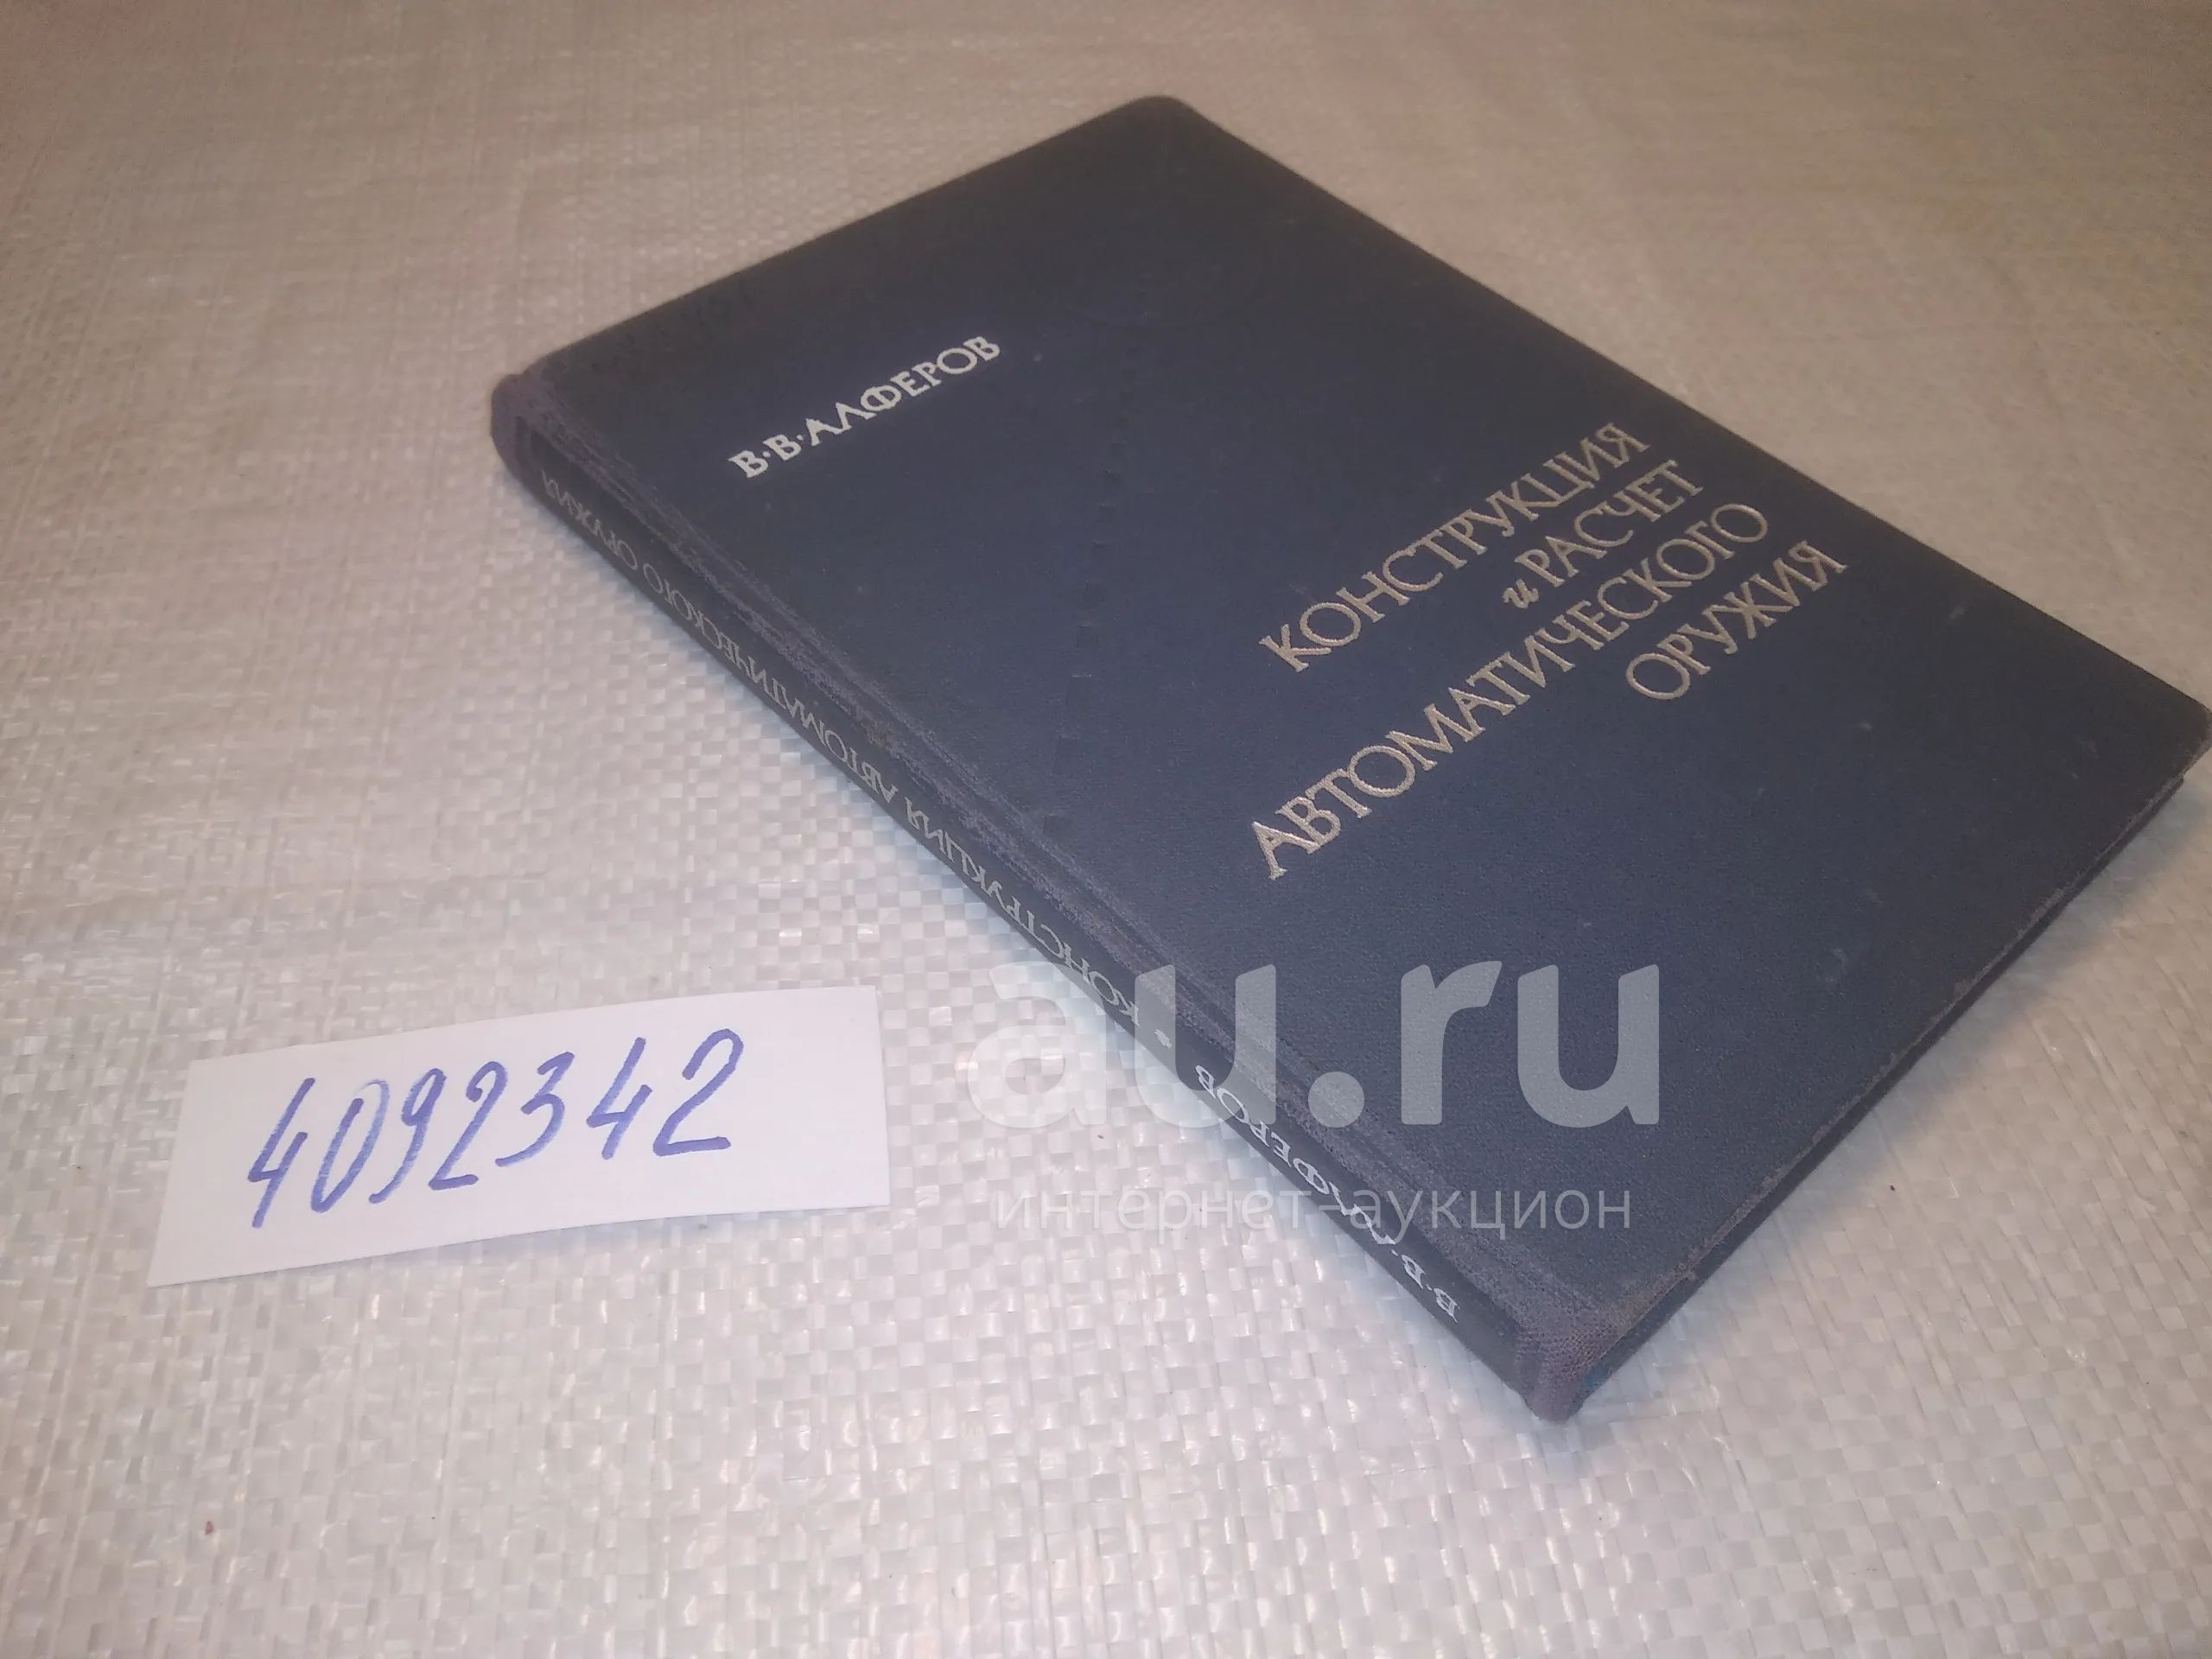 В·В·АЛФЕРОВ
КОНСТРУКЦИЯ
и РАСЧЕТ
АВТОМАТИЧЕСКОГО
ОРУЖИЯ
В·В·АЛФЕРОВ • КОНСТРУКЦИЯ АВТОМАТИЧЕСКОГО ОРУЖИЯ
4092342
au.ru
интернет-аукцион